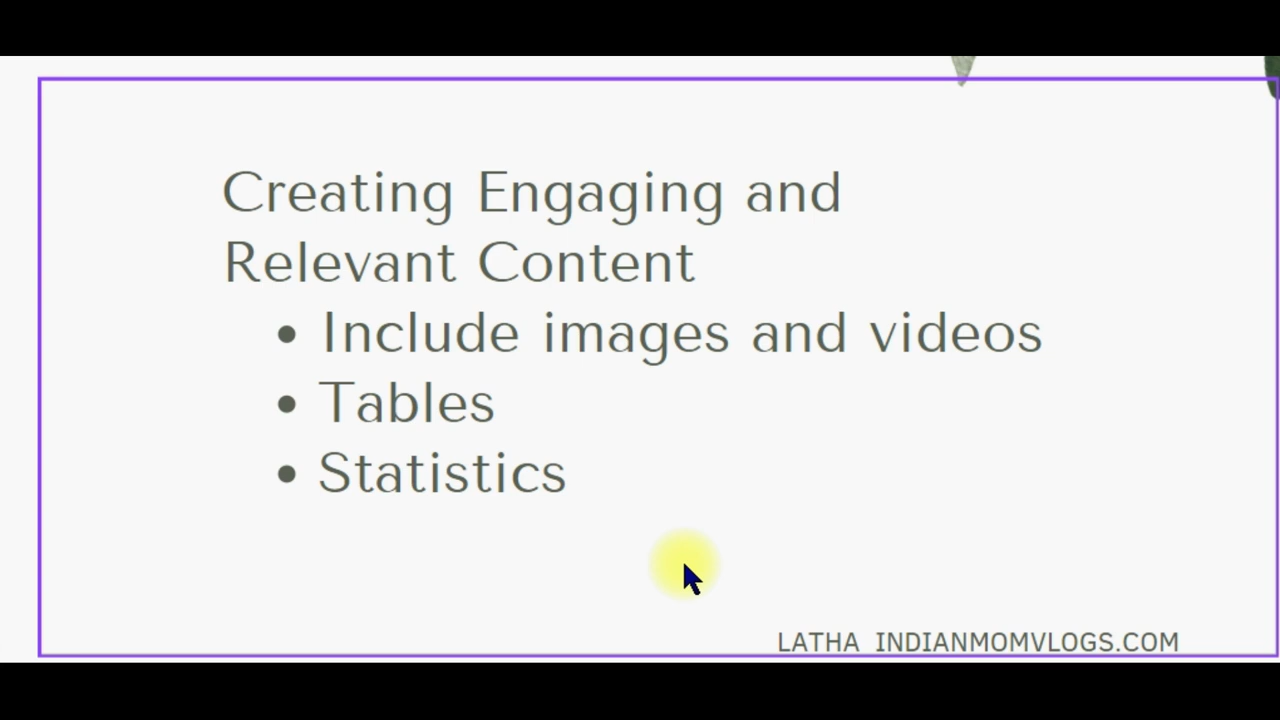 Creating Engaging and
Relevant Content
• Include images and videos
• Tables
• Statistics
LATHA INDIANMOMVLOGS.COM